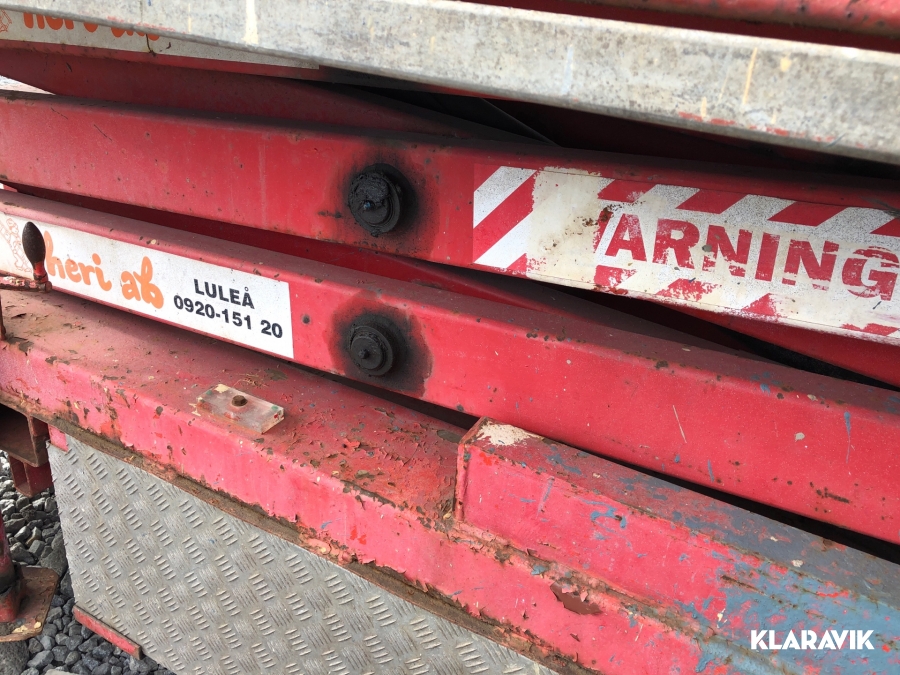 ARNING
heri ab
LULEÅ
0920-151 20
KLARAVIK